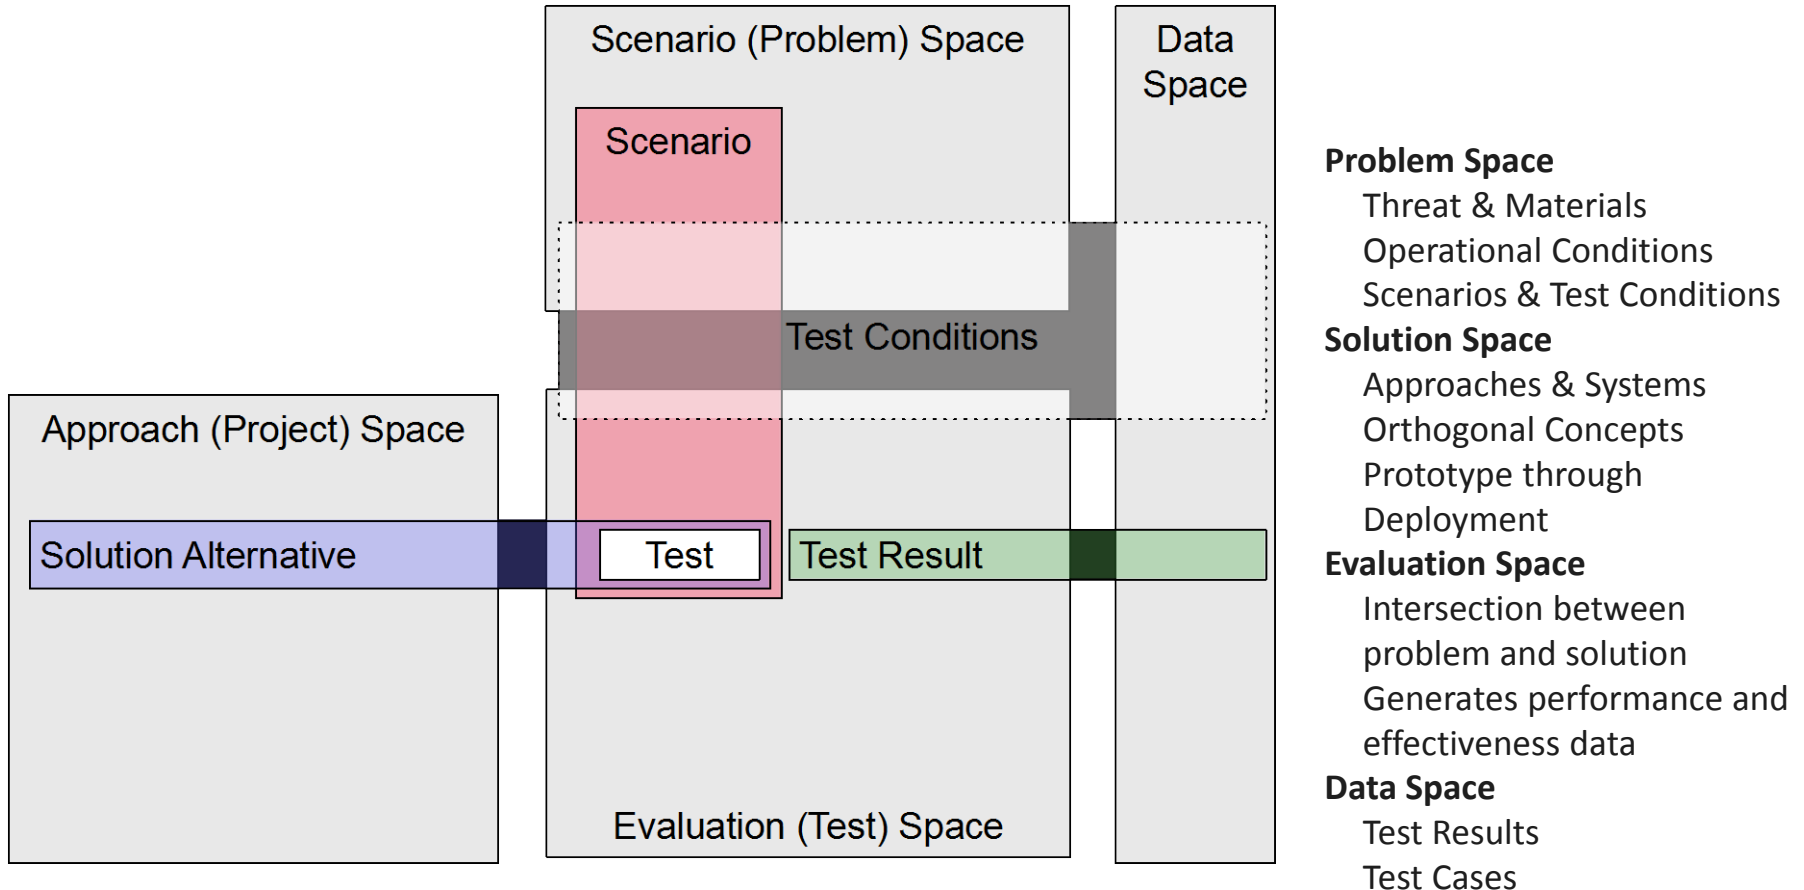 Scenario (Problem) Space
Data
Space
Scenario
Test Conditions
Approach (Project) Space
Solution Alternative
Test
Test Result
Evaluation (Test) Space
Problem Space
Threat & Materials
Operational Conditions
Scenarios & Test Conditions
Solution Space
Approaches & Systems
Orthogonal Concepts
Prototype through
Deployment
Evaluation Space
Intersection between
problem and solution
Generates performance and
effectiveness data
Data Space
Test Results
Test Cases